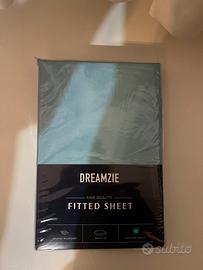 DREAMZIE
FINE QUALITY
FITTED SHEET
subito